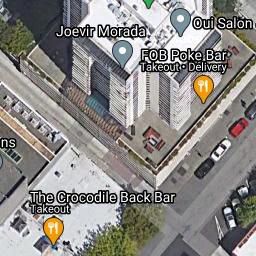 Oui Salon
Joevir Morada
FOB Poke Bar
Takeout • Delivery
ns
The Crocodile Back Bar
Takeout